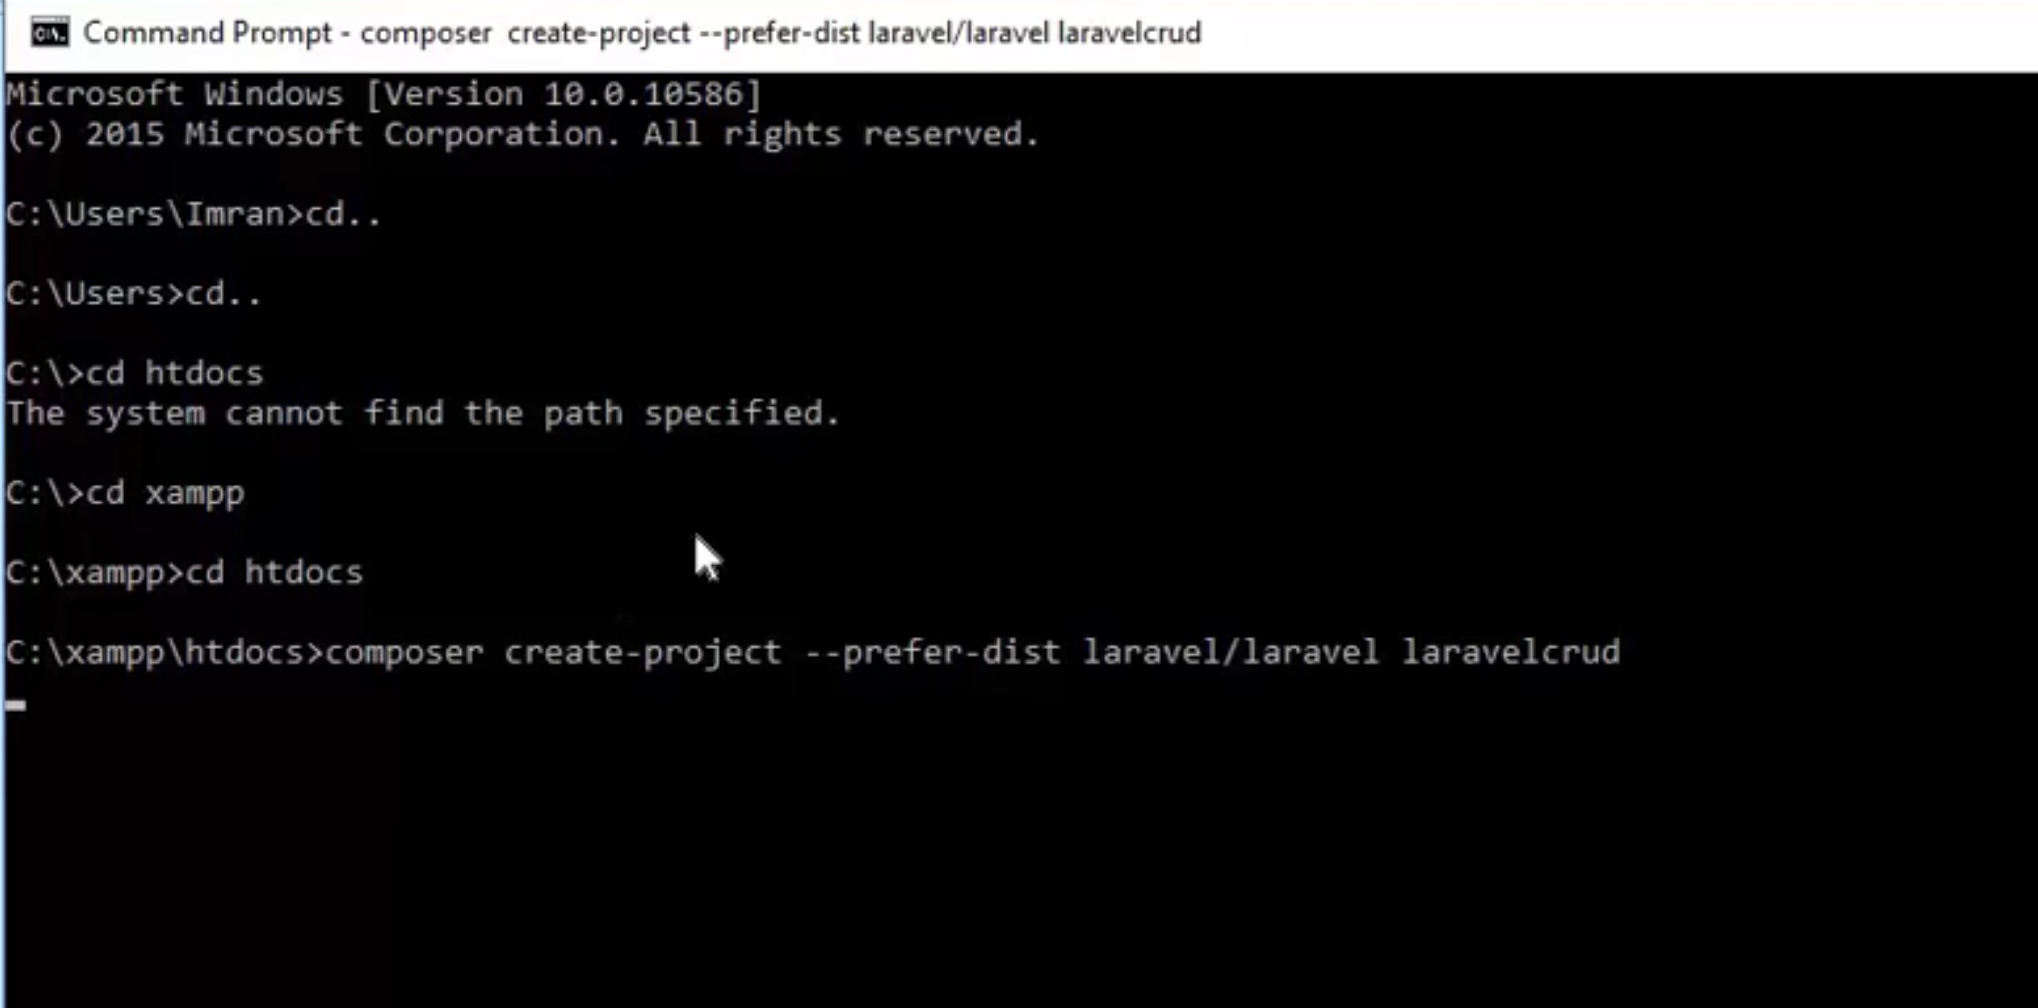 Command Prompt - composer  create-project --prefer-dist laravel/laravel laravelcrud
Microsoft Windows [Version 10.0.10586]
(c) 2015 Microsoft Corporation. All rights reserved.
C:\Users\Imran>cd..
C:\Users>cd..
C:\>cd htdocs
The system cannot find the path specified.
C:\>cd xampp
C:\xampp>cd htdocs
C:\xampp\htdocs>composer create-project --prefer-dist laravel/laravel laravelcrud